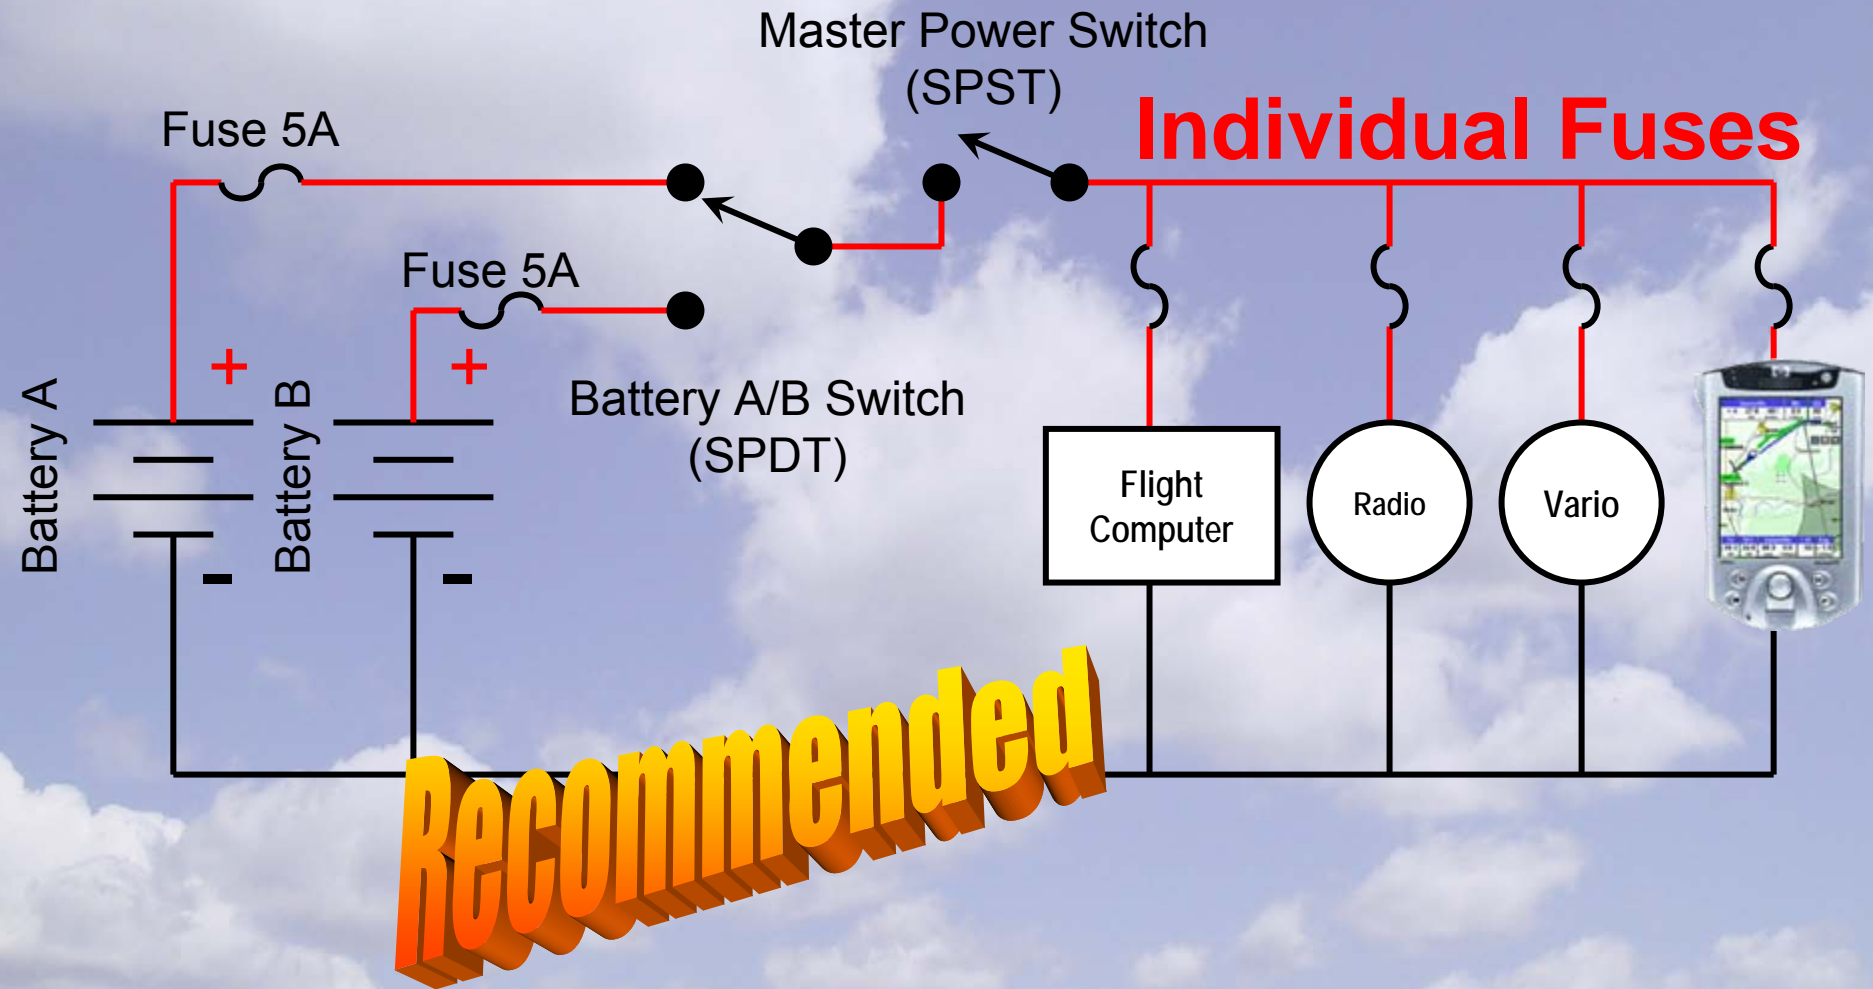 Master Power Switch
(SPST)
Individual Fuses
Fuse 5A
Fuse 5A
+
+
Battery A
Battery B
Battery A/B Switch
(SPDT)
Flight
Computer
Radio
Vario
-
-
Recommended